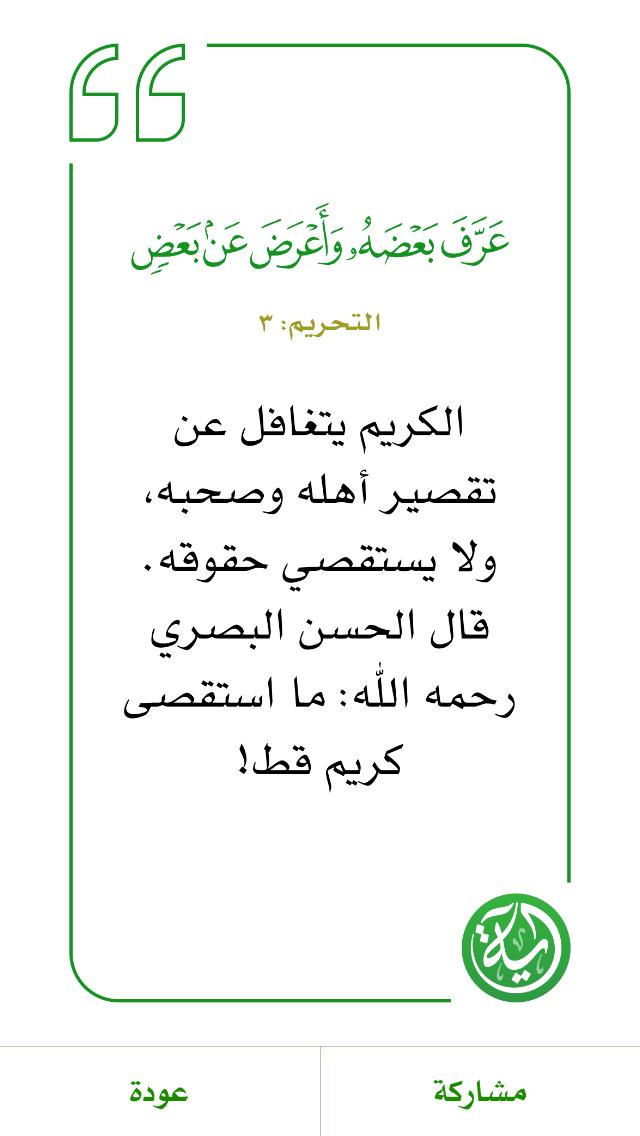 عَرَّفَ بَعْضَهُۥ وَأَعْرَضَ عَنۢ بَعْضٍ
التحريم: ٣
الكريم يتغافل عن
تقصير أهله وصحبه،
ولا يستقصي حقوقه.
قال الحسن البصري
رحمه الله: ما استقصى
كريم قط!
آية
مشاركة
عودة